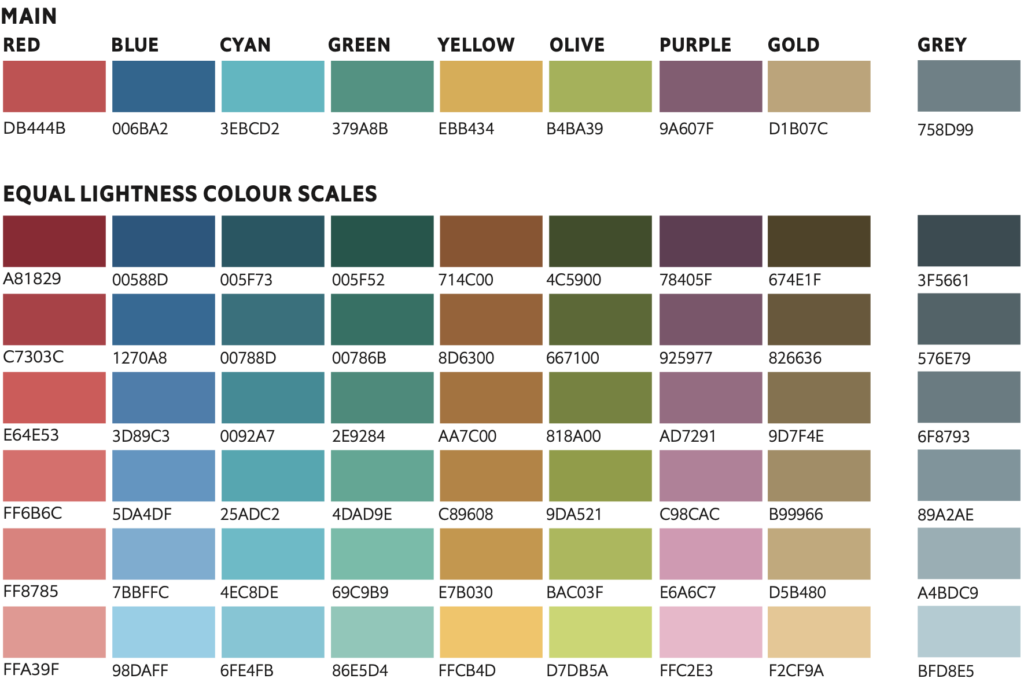 MAIN
RED BLUE CYAN GREEN YELLOW OLIVE PURPLE GOLD GREY
DB444B 006BA2 3EBCD2 379A8B EBB434 B4BA39 9A607F D1B07C 758D99
EQUAL LIGHTNESS COLOUR SCALES
A81829 00588D 005F73 005F52 714C00 4C5900 78405F 674E1F 3F5661
C7303C 1270A8 00788D 00786B 8D6300 667100 925977 826636 576E79
E64E53 3D89C3 0092A7 2E9284 AA7C00 818A00 AD7291 9D7F4E 6F8793
FF6B6C 5DA4DF 25ADC2 4DAD9E C89608 9DA521 C98CAC B99966 89A2AE
FF8785 7BBFFC 4EC8DE 69C9B9 E7B030 BAC03F E6A6C7 D5B480 A4BDC9
FFA39F 98DAFF 6FE4FB 86E5D4 FFCB4D D7DB5A FFC2E3 F2CF9A BFD8E5